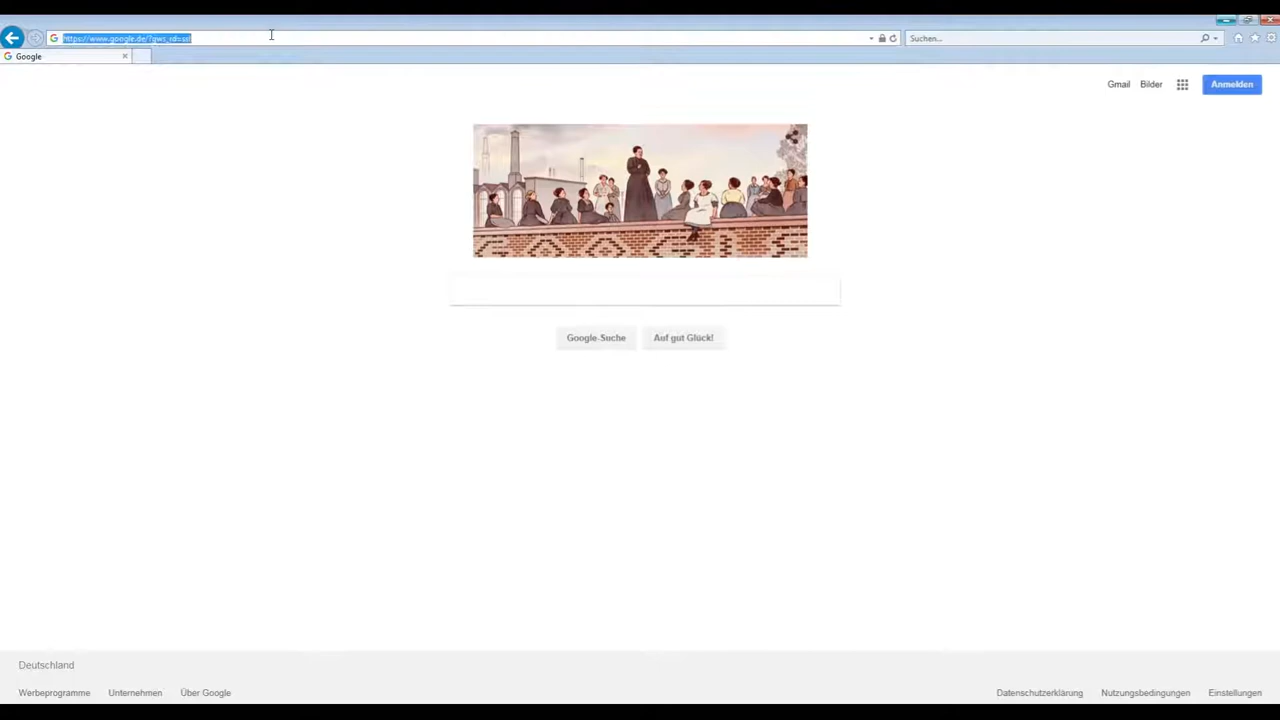 https://www.google.de/?gws_rd=ssl
Suchen...
Google
Gmail Bilder Anmelden
GOOGLE
Google-Suche Auf gut Glück!
Deutschland
Werbeprogramme Unternehmen Über Google Datenschutzerklärung Nutzungsbedingungen Einstellungen